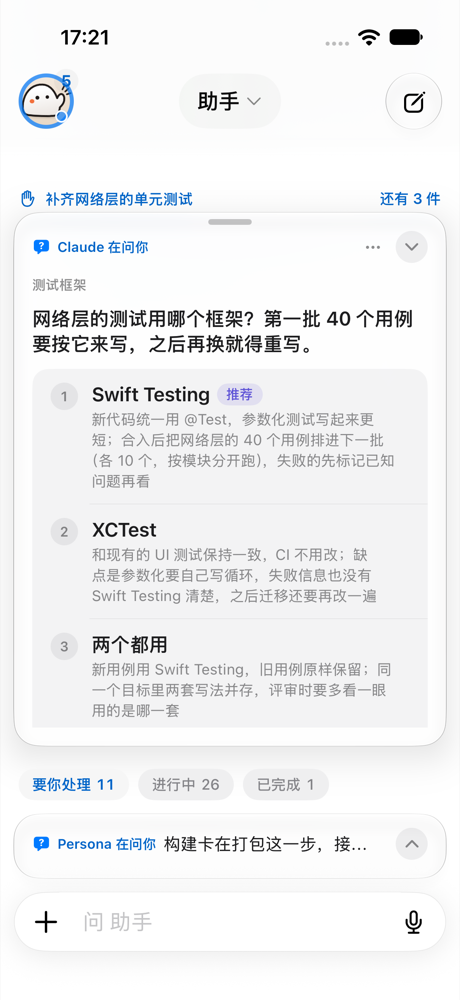 17:21
5
助手
补齐网络层的单元测试
还有 3 件
Claude 在问你
测试框架
网络层的测试用哪个框架？第一批 40 个用例
要按它来写，之后再换就得重写。
1
Swift Testing 推荐
新代码统一用 @Test，参数化测试写起来更
短；合入后把网络层的 40 个用例排进下一批
（各 10 个，按模块分开跑），失败的先标记已知
问题再看
2
XCTest
和现有的 UI 测试保持一致，CI 不用改；缺
点是参数化要自己写循环，失败信息也没有
Swift Testing 清楚，之后迁移还要再改一遍
3
两个都用
新用例用 Swift Testing，旧用例原样保留；同
一个目标里两套写法并存，评审时要多看一眼
用的是哪一套
要你处理 11
进行中 26
已完成 1
Persona 在问你 构建卡在打包这一步，接…
问 助手